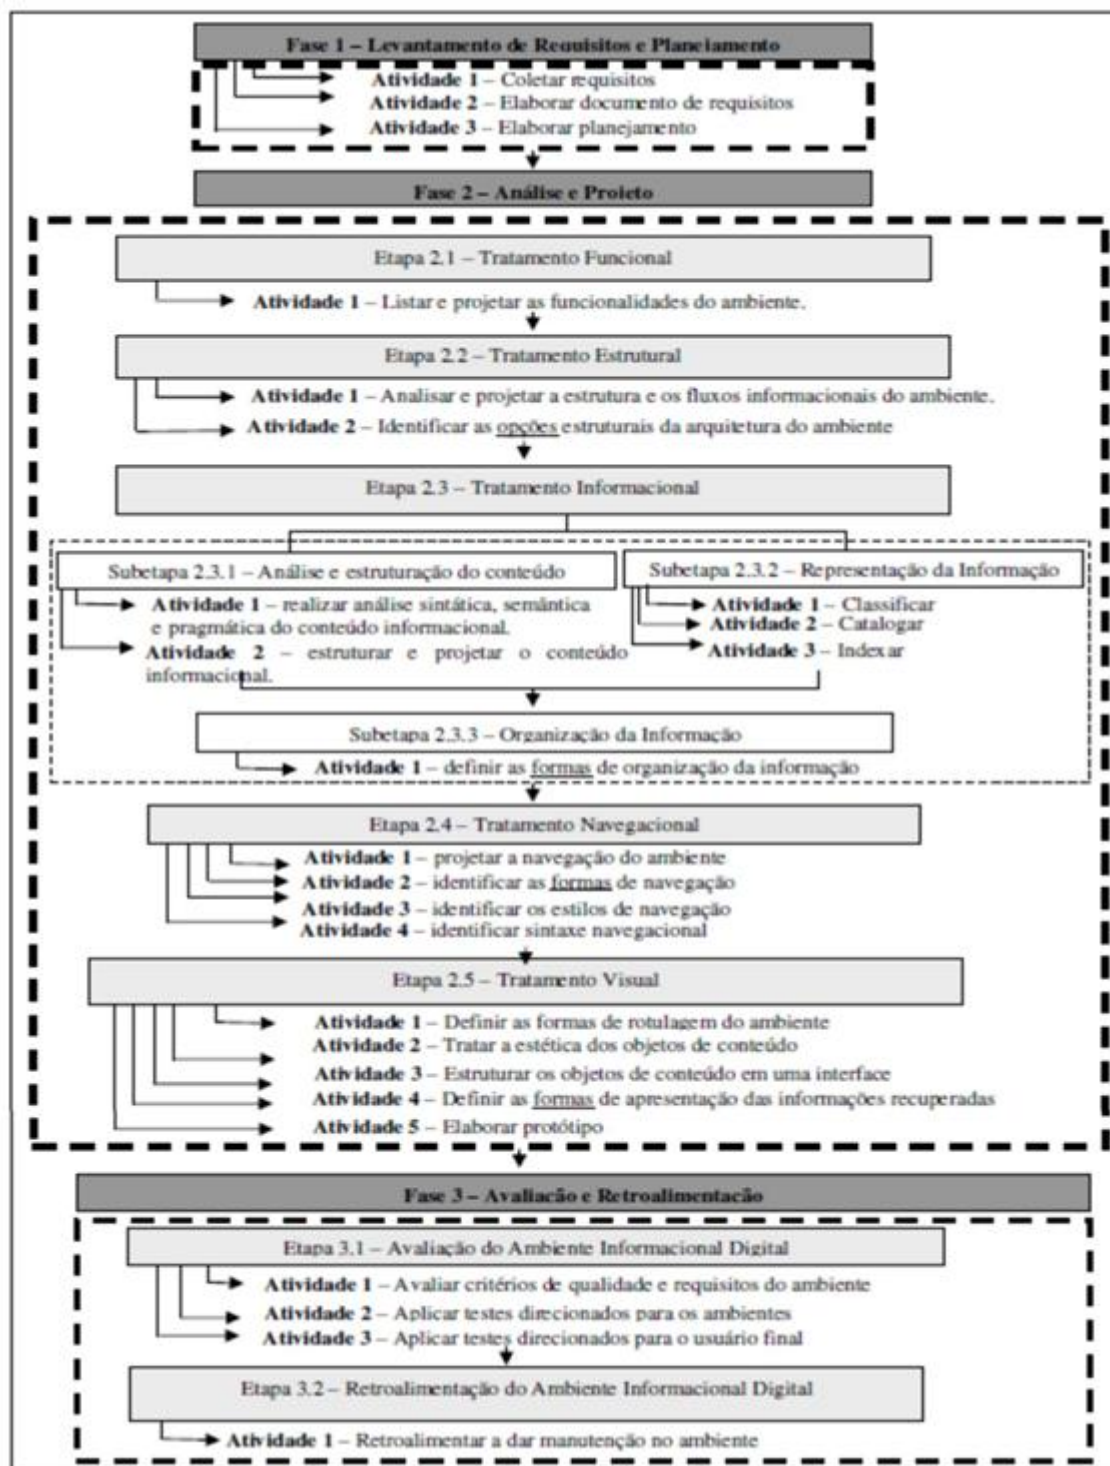 Fase 1 – Levantamento de Requisitos e Planejamento
Atividade 1 – Coletar requisitos
Atividade 2 – Elaborar documento de requisitos
Atividade 3 – Elaborar planejamento
Fase 2 – Análise e Projeto
Etapa 2.1 – Tratamento Funcional
Atividade 1 – Listar e projetar as funcionalidades do ambiente.
Etapa 2.2 – Tratamento Estrutural
Atividade 1 – Analisar e projetar a estrutura e os fluxos informacionais do ambiente.
Atividade 2 – Identificar as opções estruturais da arquitetura do ambiente
Etapa 2.3 – Tratamento Informacional
Subetapa 2.3.1 – Análise e estruturação do conteúdo
Atividade 1 – realizar análise sintática, semântica
e pragmática do conteúdo informacional.
Atividade 2 – estruturar e projetar o conteúdo
informacional.
Subetapa 2.3.2 – Representação da Informação
Atividade 1 – Classificar
Atividade 2 – Catalogar
Atividade 3 – Indexar
Subetapa 2.3.3 – Organização da Informação
Atividade 1 – definir as formas de organização da informação
Etapa 2.4 – Tratamento Navegacional
Atividade 1 – projetar a navegação do ambiente
Atividade 2 – identificar as formas de navegação
Atividade 3 – identificar os estilos de navegação
Atividade 4 – identificar sintaxe navegacional
Etapa 2.5 – Tratamento Visual
Atividade 1 – Definir as formas de rotulagem do ambiente
Atividade 2 – Tratar a estética dos objetos de conteúdo
Atividade 3 – Estruturar os objetos de conteúdo em uma interface
Atividade 4 – Definir as formas de apresentação das informações recuperadas
Atividade 5 – Elaborar protótipo
Fase 3 – Avaliação e Retroalimentação
Etapa 3.1 – Avaliação do Ambiente Informacional Digital
Atividade 1 – Avaliar critérios de qualidade e requisitos do ambiente
Atividade 2 – Aplicar testes direcionados para os ambientes
Atividade 3 – Aplicar testes direcionados para o usuário final
Etapa 3.2 – Retroalimentação do Ambiente Informacional Digital
Atividade 1 – Retroalimentar a dar manutenção no ambiente